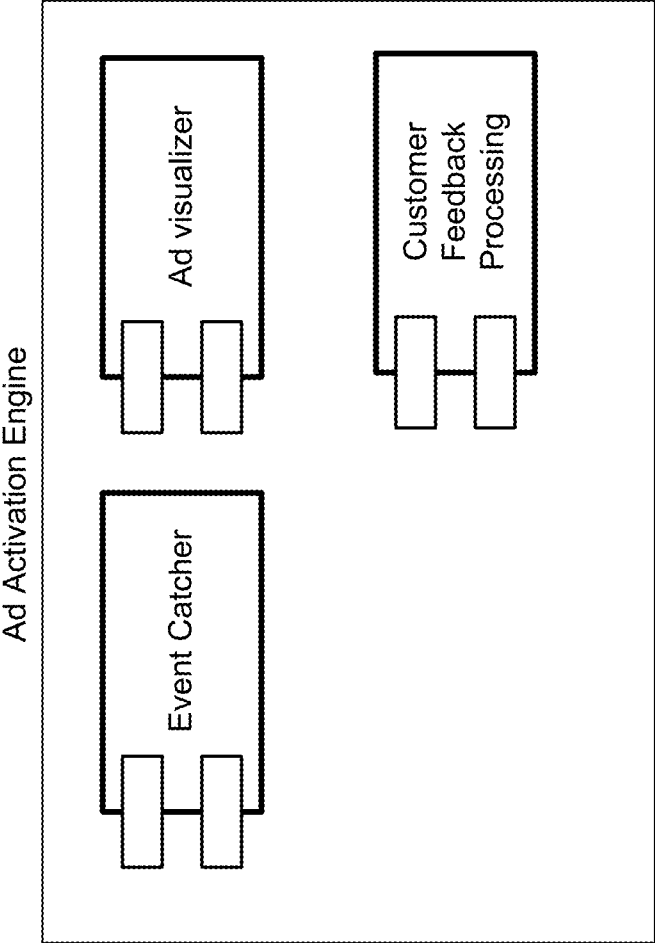 Ad Activation Engine
Event Catcher
Ad visualizer
Customer
Feedback
Processing